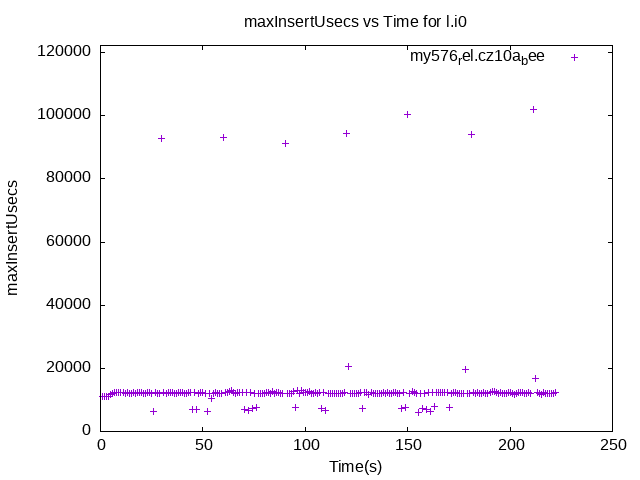 maxInsertUsecs vs Time for l.i0
my576_rel.cz10a_bee
120000
100000
80000
60000
40000
20000
0
maxInsertUsecs
0 50 100 150 200 250
Time(s)